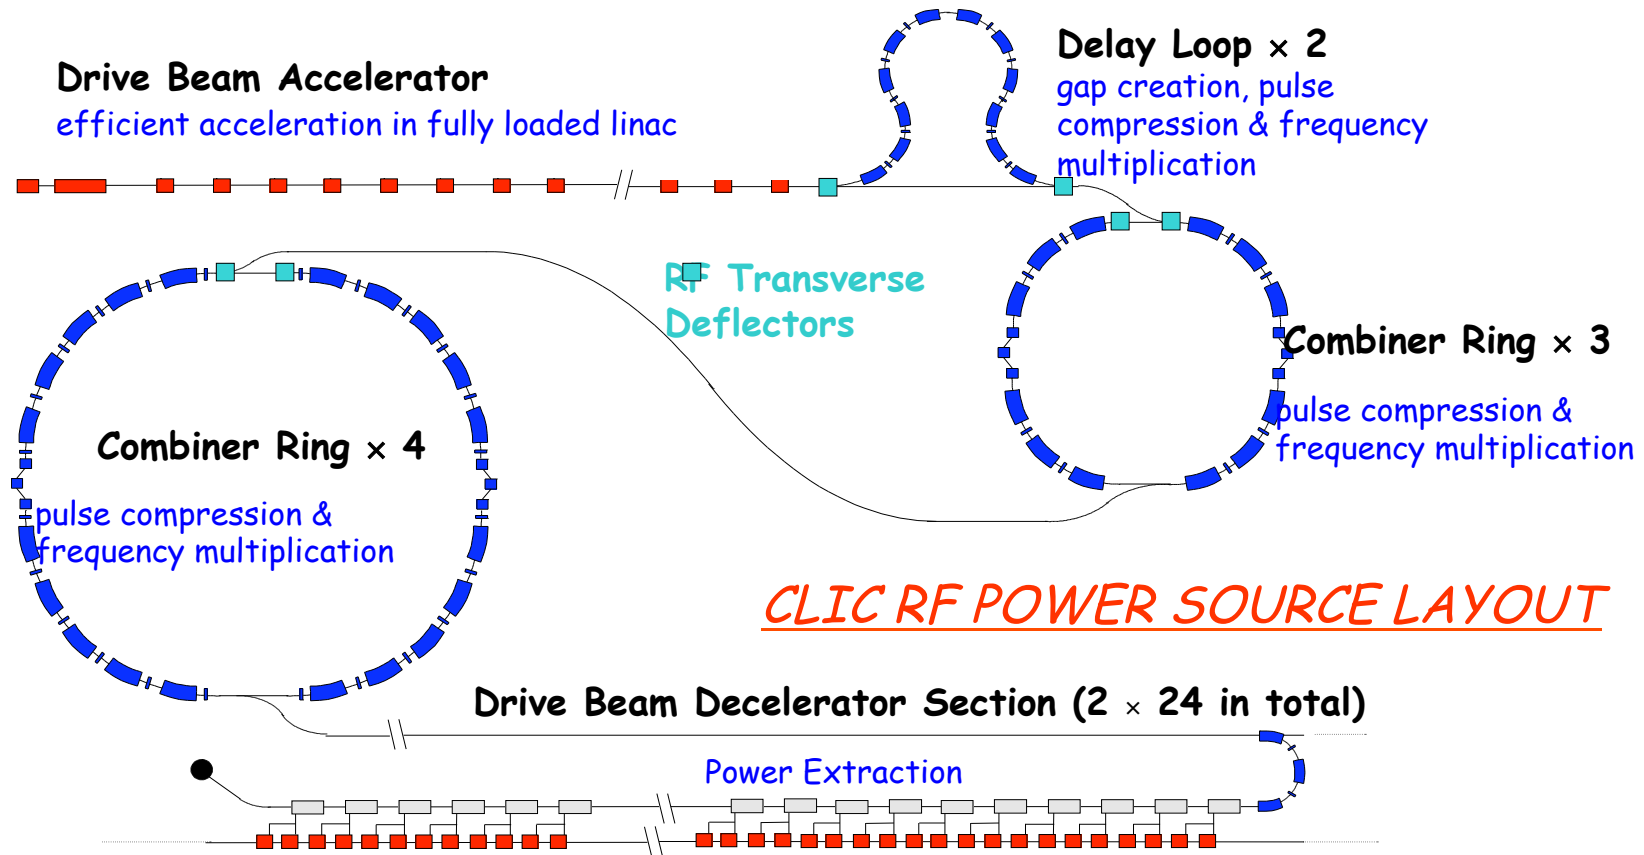 Drive Beam Accelerator
efficient acceleration in fully loaded linac
Delay Loop × 2
gap creation, pulse
compression & frequency
multiplication
RF Transverse
Deflectors
Combiner Ring × 3
pulse compression &
frequency multiplication
Combiner Ring × 4
pulse compression &
frequency multiplication
CLIC RF POWER SOURCE LAYOUT
Drive Beam Decelerator Section (2 × 24 in total)
Power Extraction